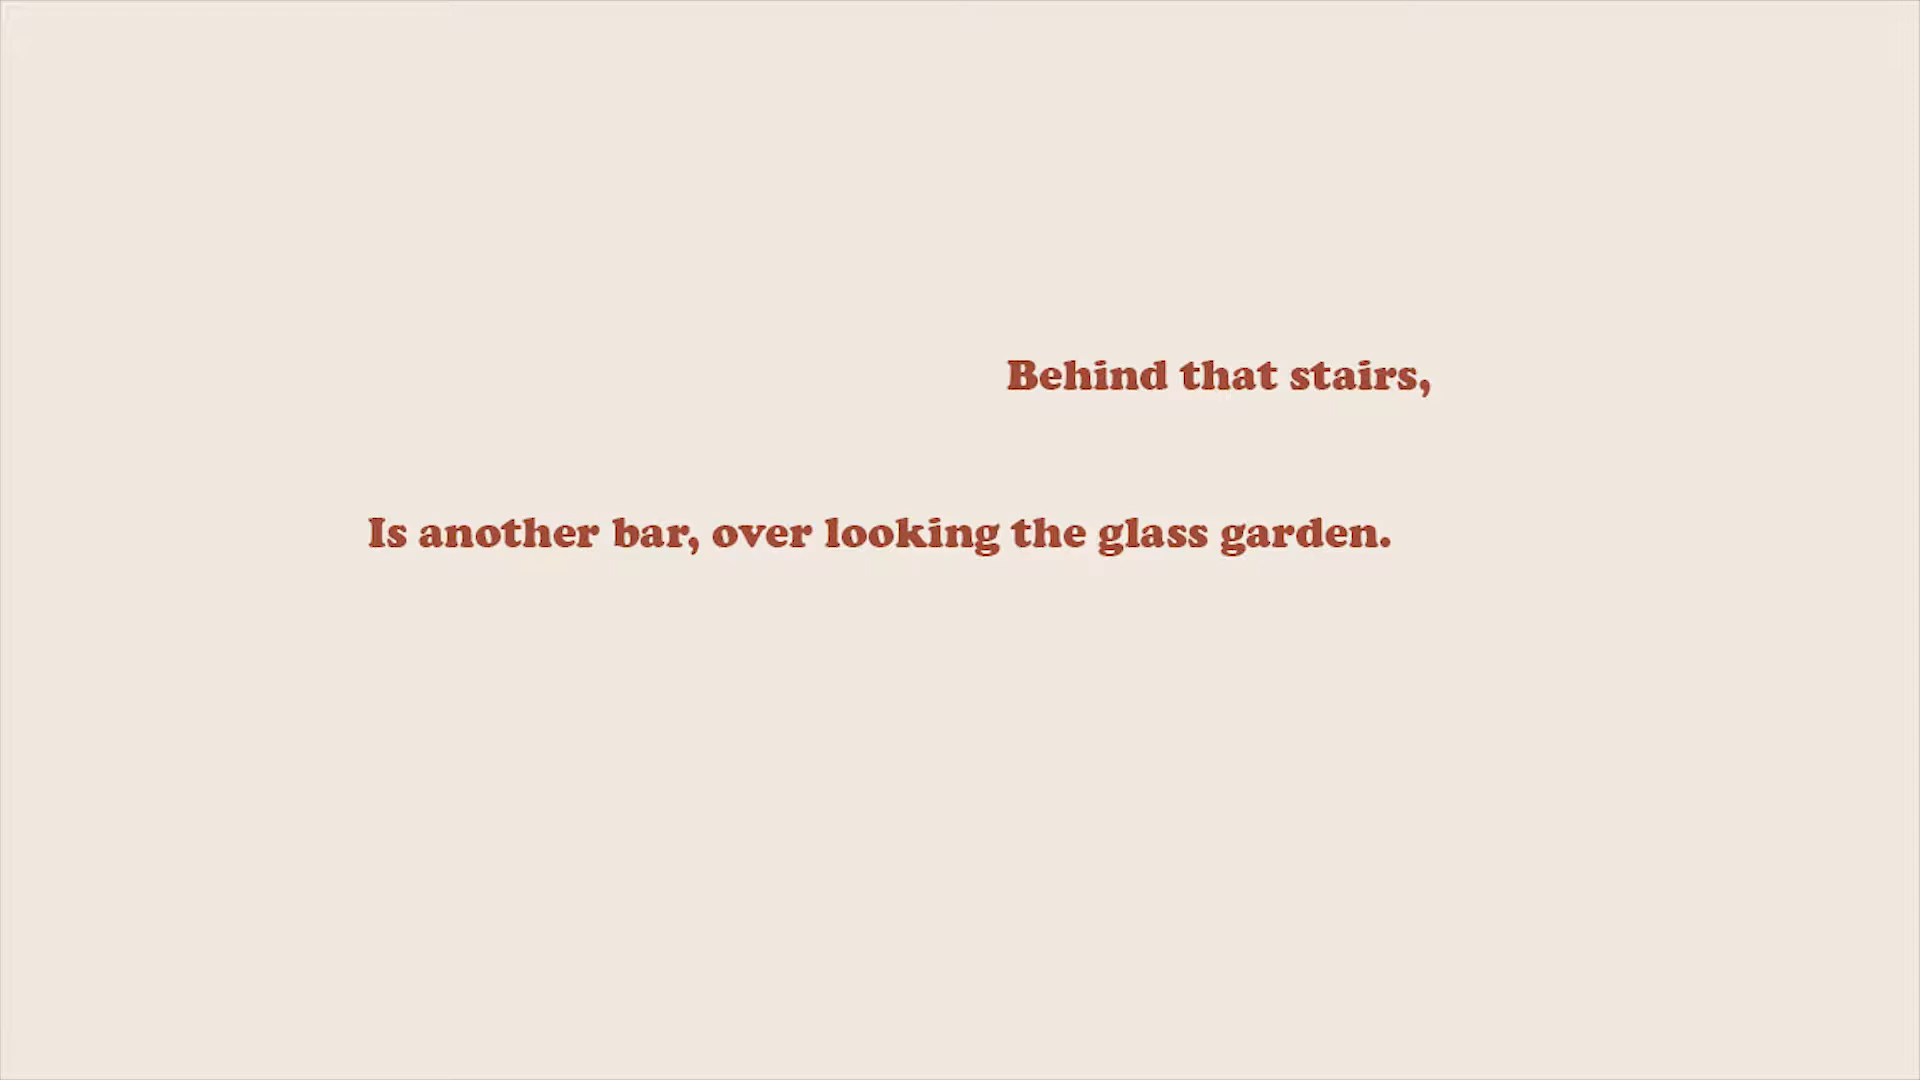 Behind that stairs,
Is another bar, over looking the glass garden.